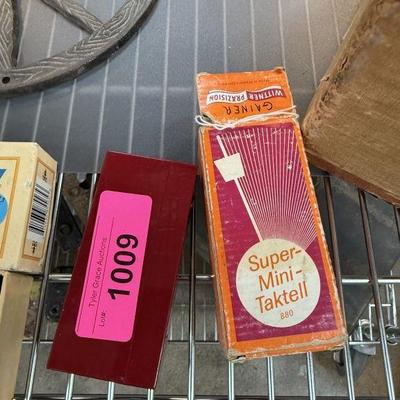 Tyler Grace Auctions
Lot#:
1009
GAINER
WITTNER PRÄZISION
Super-
Mini-
Taktell
880